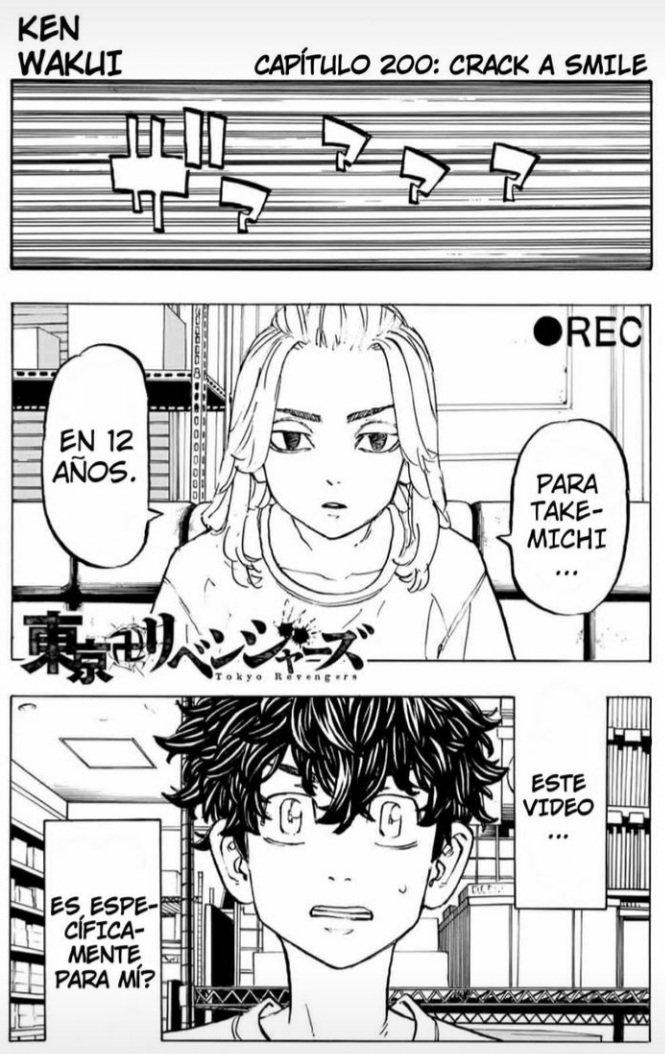 KEN
WAKUI
CAPÍTULO 200: CRACK A SMILE
ザザァァァァ
●REC
PARA
TAKE-
MICHI
...
EN 12
AÑOS.
東京卍リベンジャーズ
Tokyo Revengers
ESTE
VIDEO
...
ES ESPE-
CÍFICA-
MENTE
PARA MÍ?